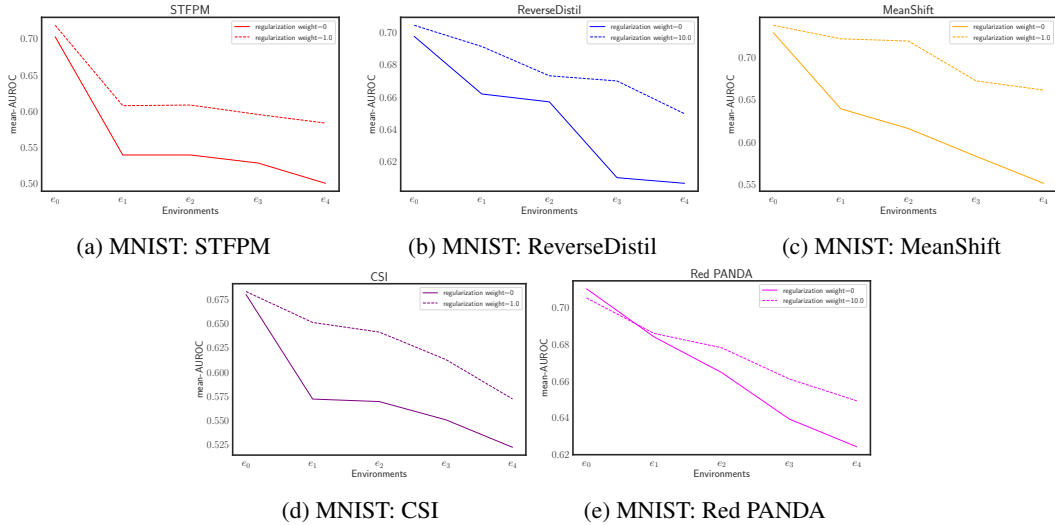 STFPM
regularization weight=0
regularization weight=1.0
0.70
0.65
0.60
0.55
0.50
mean-AUROC
e0 e1 e2 e3 e4
Environments
(a) MNIST: STFPM
ReverseDistil
regularization weight=0
regularization weight=10.0
0.70
0.68
0.66
0.64
0.62
mean-AUROC
e0 e1 e2 e3 e4
Environments
(b) MNIST: ReverseDistil
MeanShift
regularization weight=0
regularization weight=1.0
0.70
0.65
0.60
0.55
mean-AUROC
e0 e1 e2 e3 e4
Environments
(c) MNIST: MeanShift
CSI
regularization weight=0
regularization weight=1.0
0.675
0.650
0.625
0.600
0.575
0.550
0.525
mean-AUROC
e0 e1 e2 e3 e4
Environments
(d) MNIST: CSI
Red PANDA
regularization weight=0
regularization weight=10.0
0.70
0.68
0.66
0.64
0.62
mean-AUROC
e0 e1 e2 e3 e4
Environments
(e) MNIST: Red PANDA